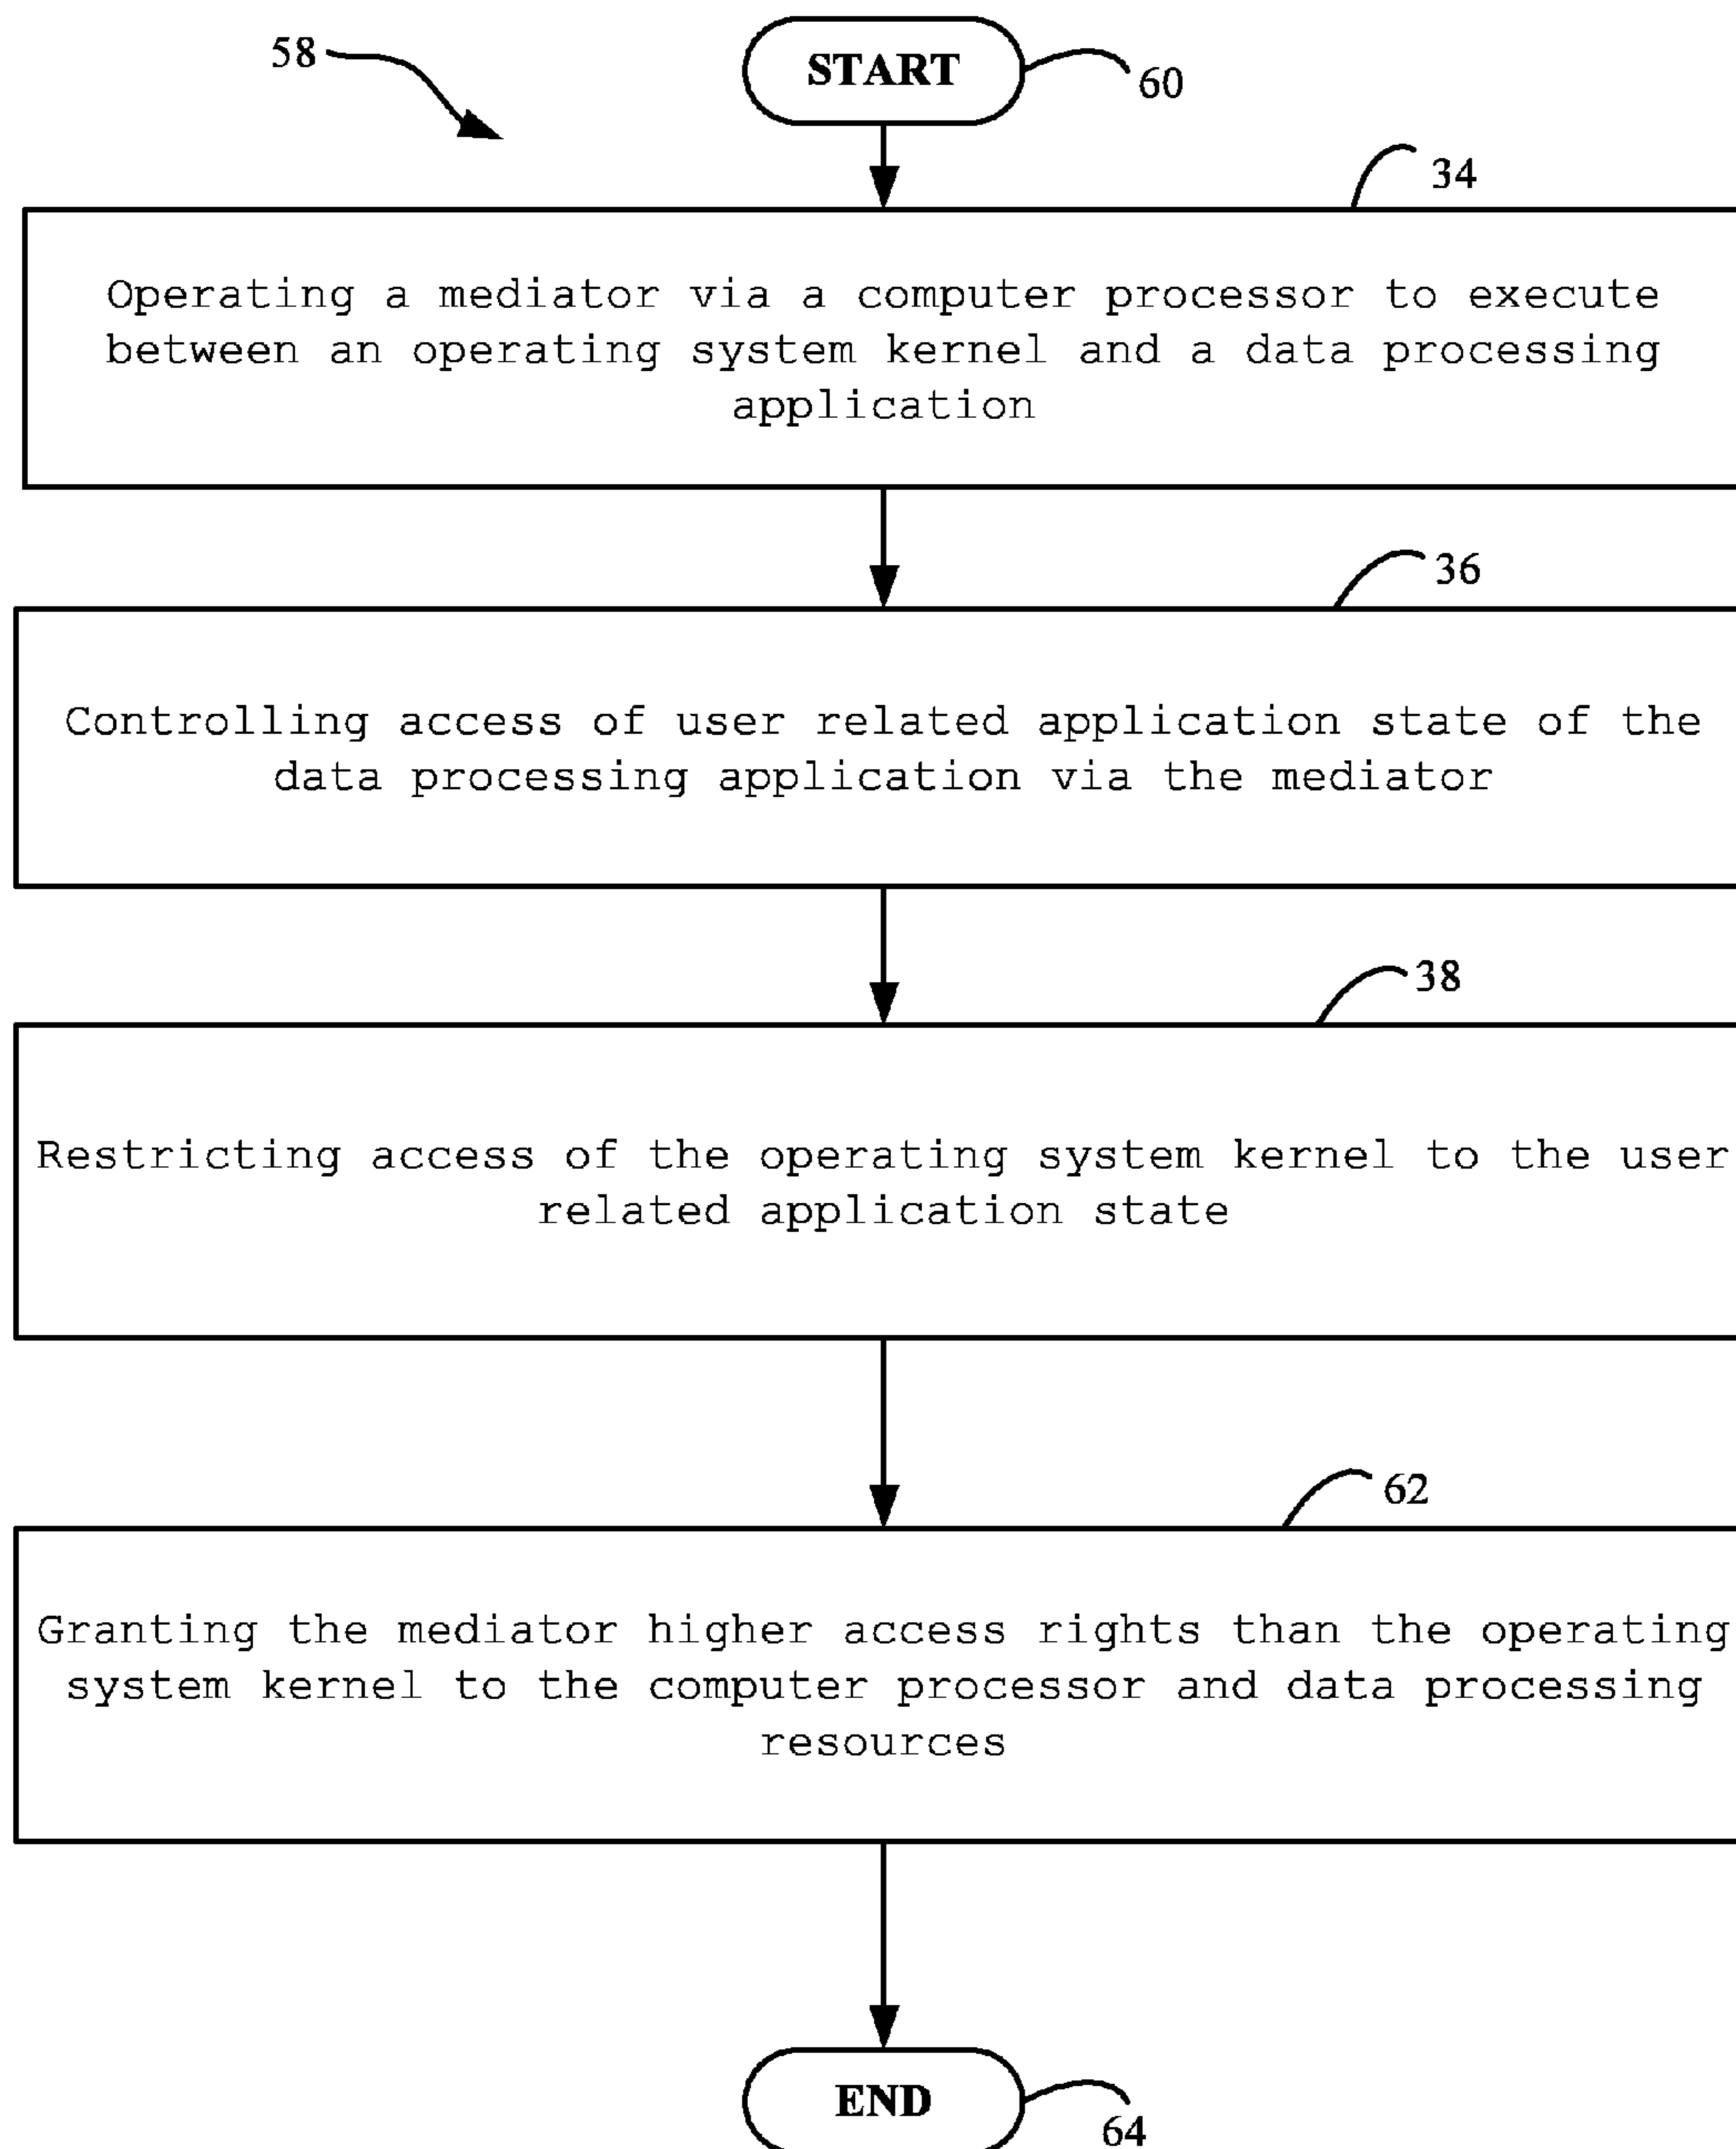 58
START
60
34
Operating a mediator via a computer processor to execute
between an operating system kernel and a data processing
application
36
Controlling access of user related application state of the
data processing application via the mediator
38
Restricting access of the operating system kernel to the user
related application state
62
Granting the mediator higher access rights than the operating
system kernel to the computer processor and data processing
resources
END
64